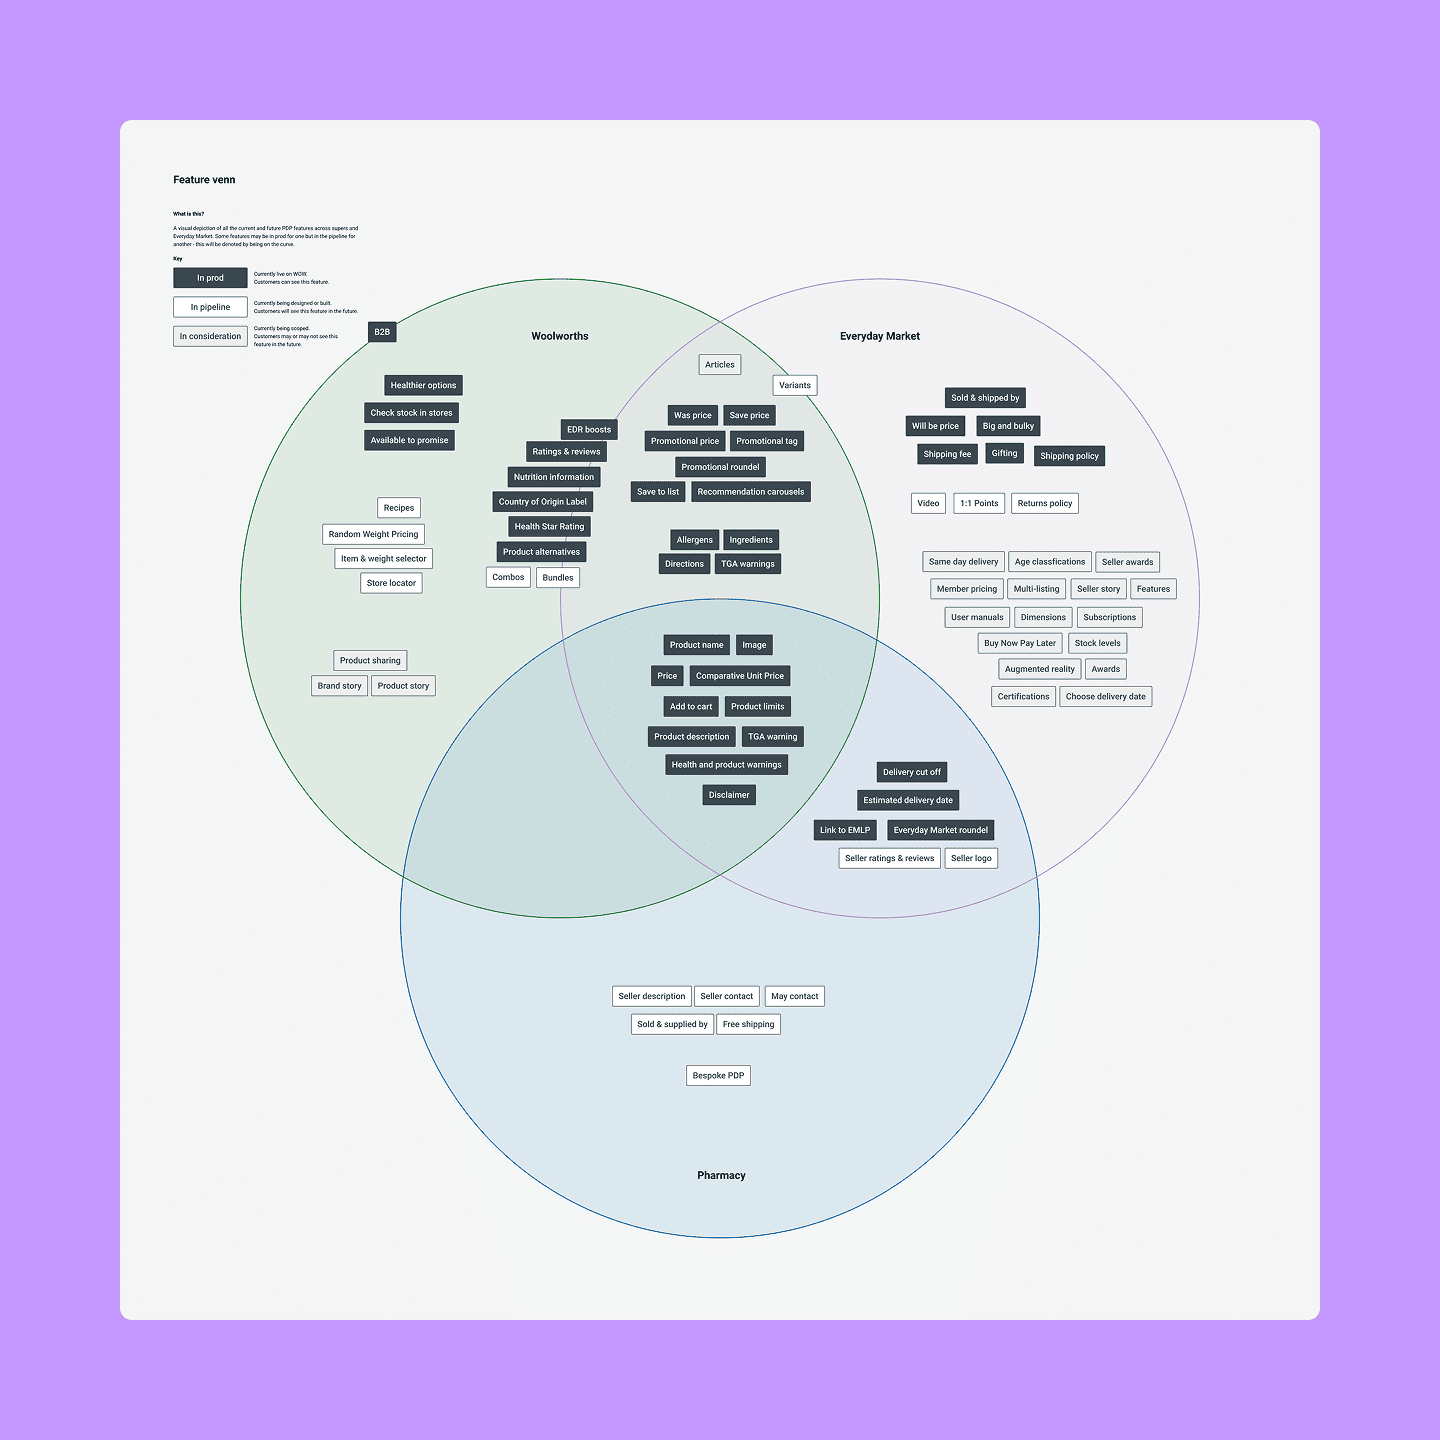 Feature venn
What is this?
A visual depiction of all the current and future PDP features across supers and
Everyday Market. Some features may be in prod for one but in the pipeline for
another - this will be denoted by being on the curve.
Key
In prod
Currently live on WOW.
Customers can see this feature.
In pipeline
Currently being designed or built.
Customers will see this feature in the future.
In consideration
Currently being scoped.
Customers may or may not see this
feature in the future.
B2B
Woolworths
Healthier options
Check stock in stores
Available to promise
Recipes
Random Weight Pricing
Item & weight selector
Store locator
Product sharing
Brand story
Product story
EDR boosts
Ratings & reviews
Nutrition information
Country of Origin Label
Health Star Rating
Product alternatives
Combos
Bundles
Articles
Variants
Was price
Save price
Promotional price
Promotional tag
Promotional roundel
Save to list
Recommendation carousels
Allergens
Ingredients
Directions
TGA warnings
Everyday Market
Sold & shipped by
Will be price
Big and bulky
Shipping fee
Gifting
Shipping policy
Video
1:1 Points
Returns policy
Same day delivery
Age classfications
Seller awards
Member pricing
Multi-listing
Seller story
Features
User manuals
Dimensions
Subscriptions
Buy Now Pay Later
Stock levels
Augmented reality
Awards
Certifications
Choose delivery date
Product name
Image
Price
Comparative Unit Price
Add to cart
Product limits
Product description
TGA warning
Health and product warnings
Disclaimer
Delivery cut off
Estimated delivery date
Link to EMLP
Everyday Market roundel
Seller ratings & reviews
Seller logo
Seller description
Seller contact
May contact
Sold & supplied by
Free shipping
Bespoke PDP
Pharmacy